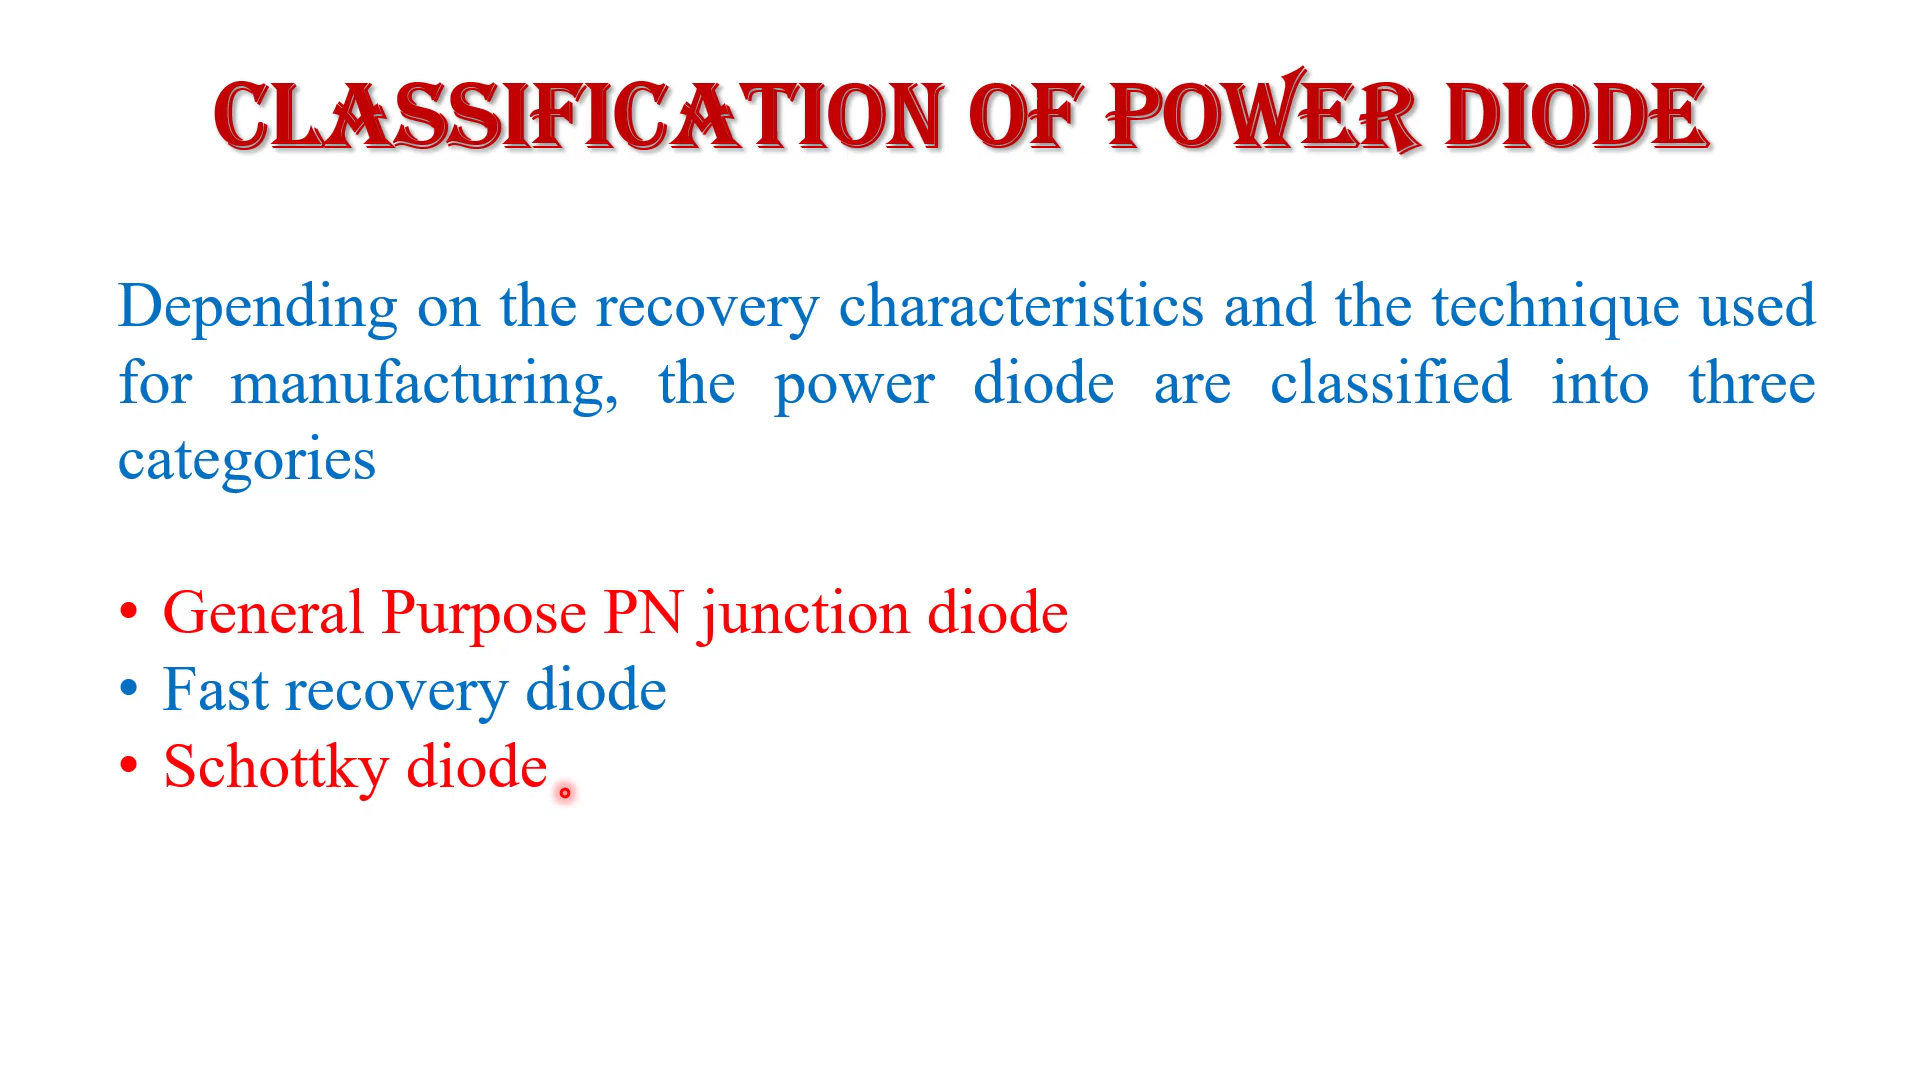 CLASSIFICATION OF POWER DIODE
Depending on the recovery characteristics and the technique used
for manufacturing, the power diode are classified into three
categories
• General Purpose PN junction diode
• Fast recovery diode
• Schottky diode